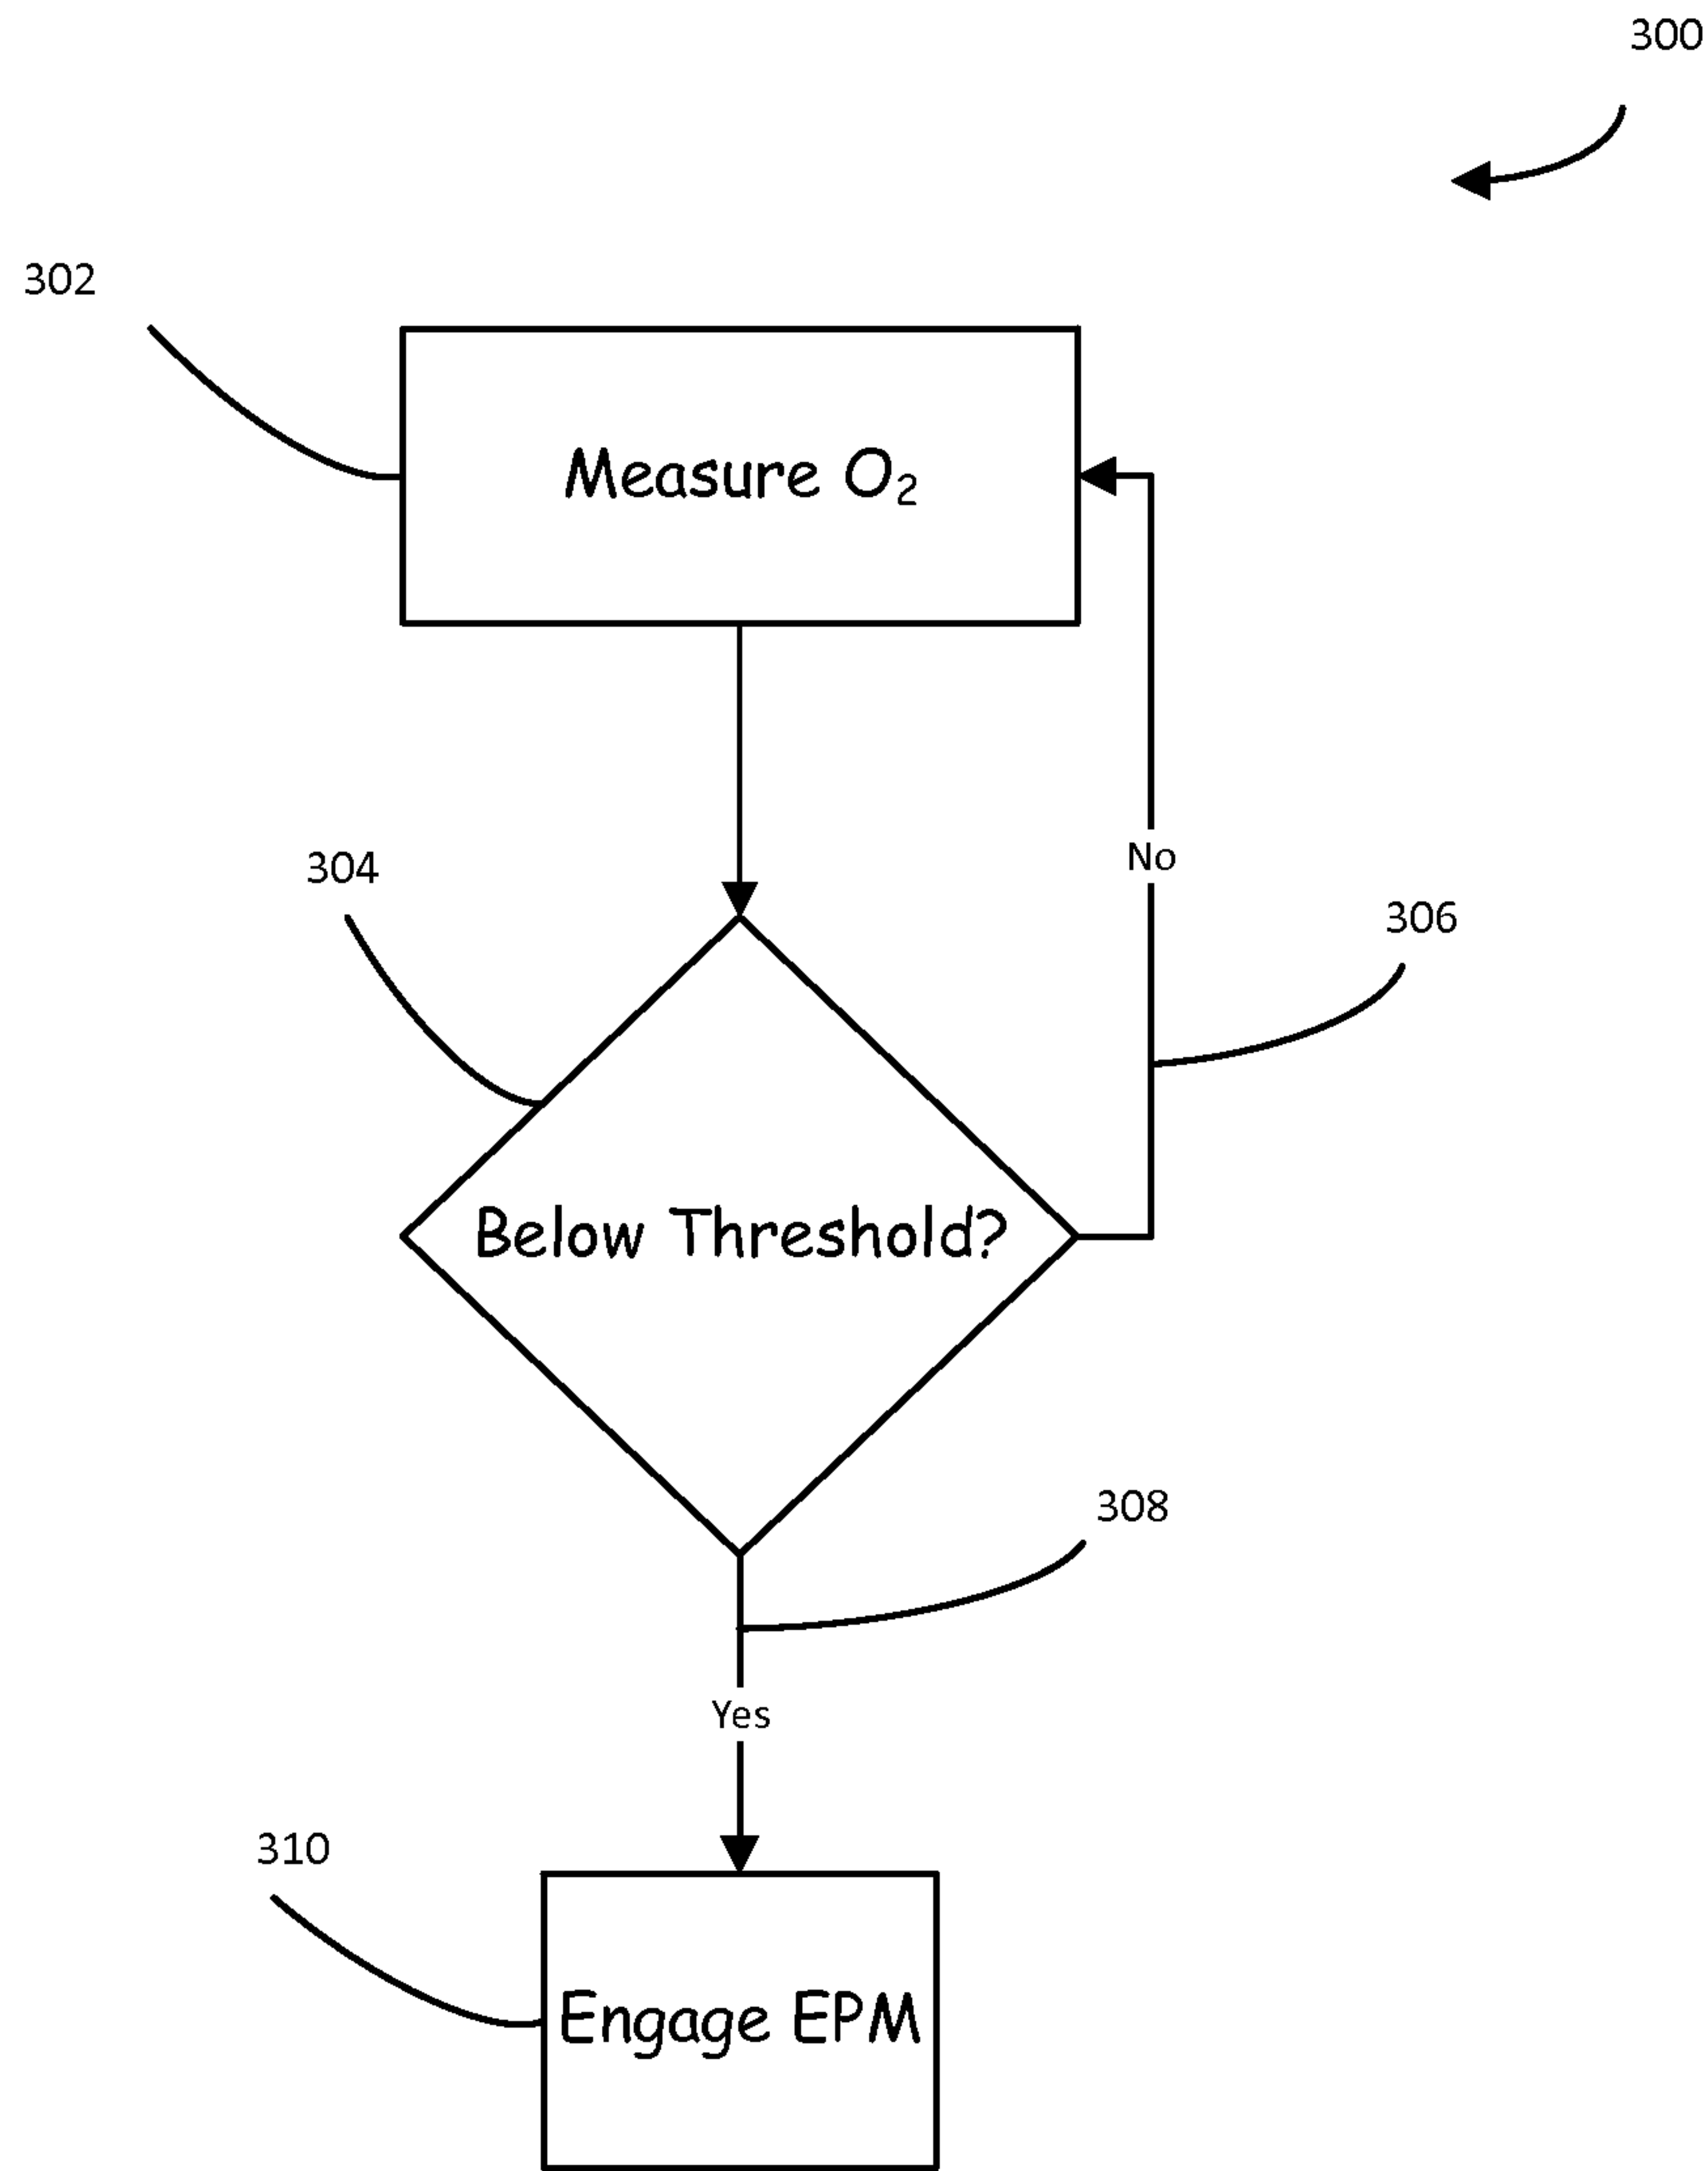 300
302
Measure O₂
304
No
306
Below Threshold?
308
Yes
310
Engage EPM